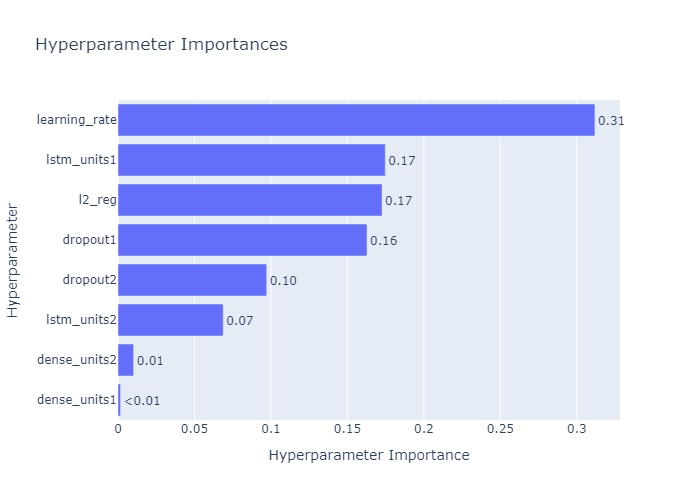 Hyperparameter Importances
Hyperparameter
learning_rate
0.31
lstm_units1
0.17
l2_reg
0.17
dropout1
0.16
dropout2
0.10
lstm_units2
0.07
dense_units2
0.01
dense_units1
<0.01
0 0.05 0.1 0.15 0.2 0.25 0.3
Hyperparameter Importance